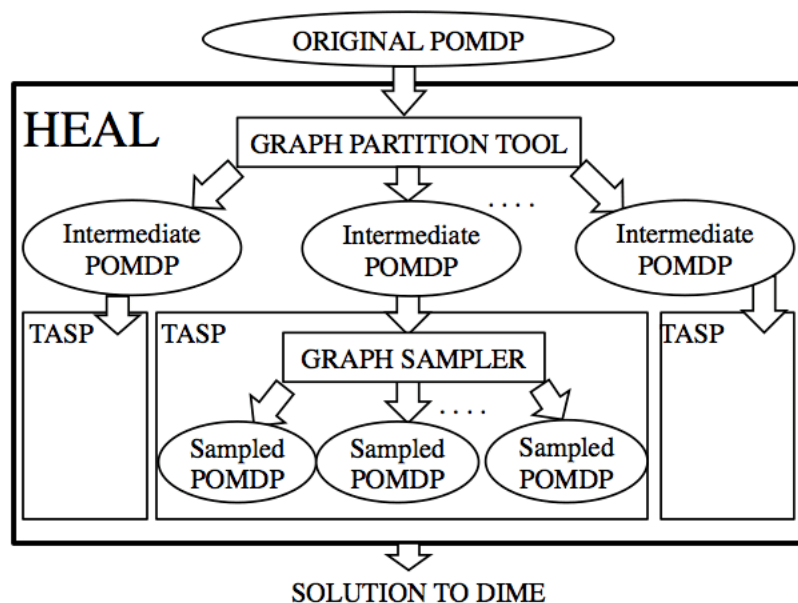 ORIGINAL POMDP
HEAL
GRAPH PARTITION TOOL
. . . .
Intermediate
POMDP
Intermediate
POMDP
Intermediate
POMDP
TASP
TASP
TASP
GRAPH SAMPLER
. . . .
Sampled
POMDP
Sampled
POMDP
Sampled
POMDP
SOLUTION TO DIME